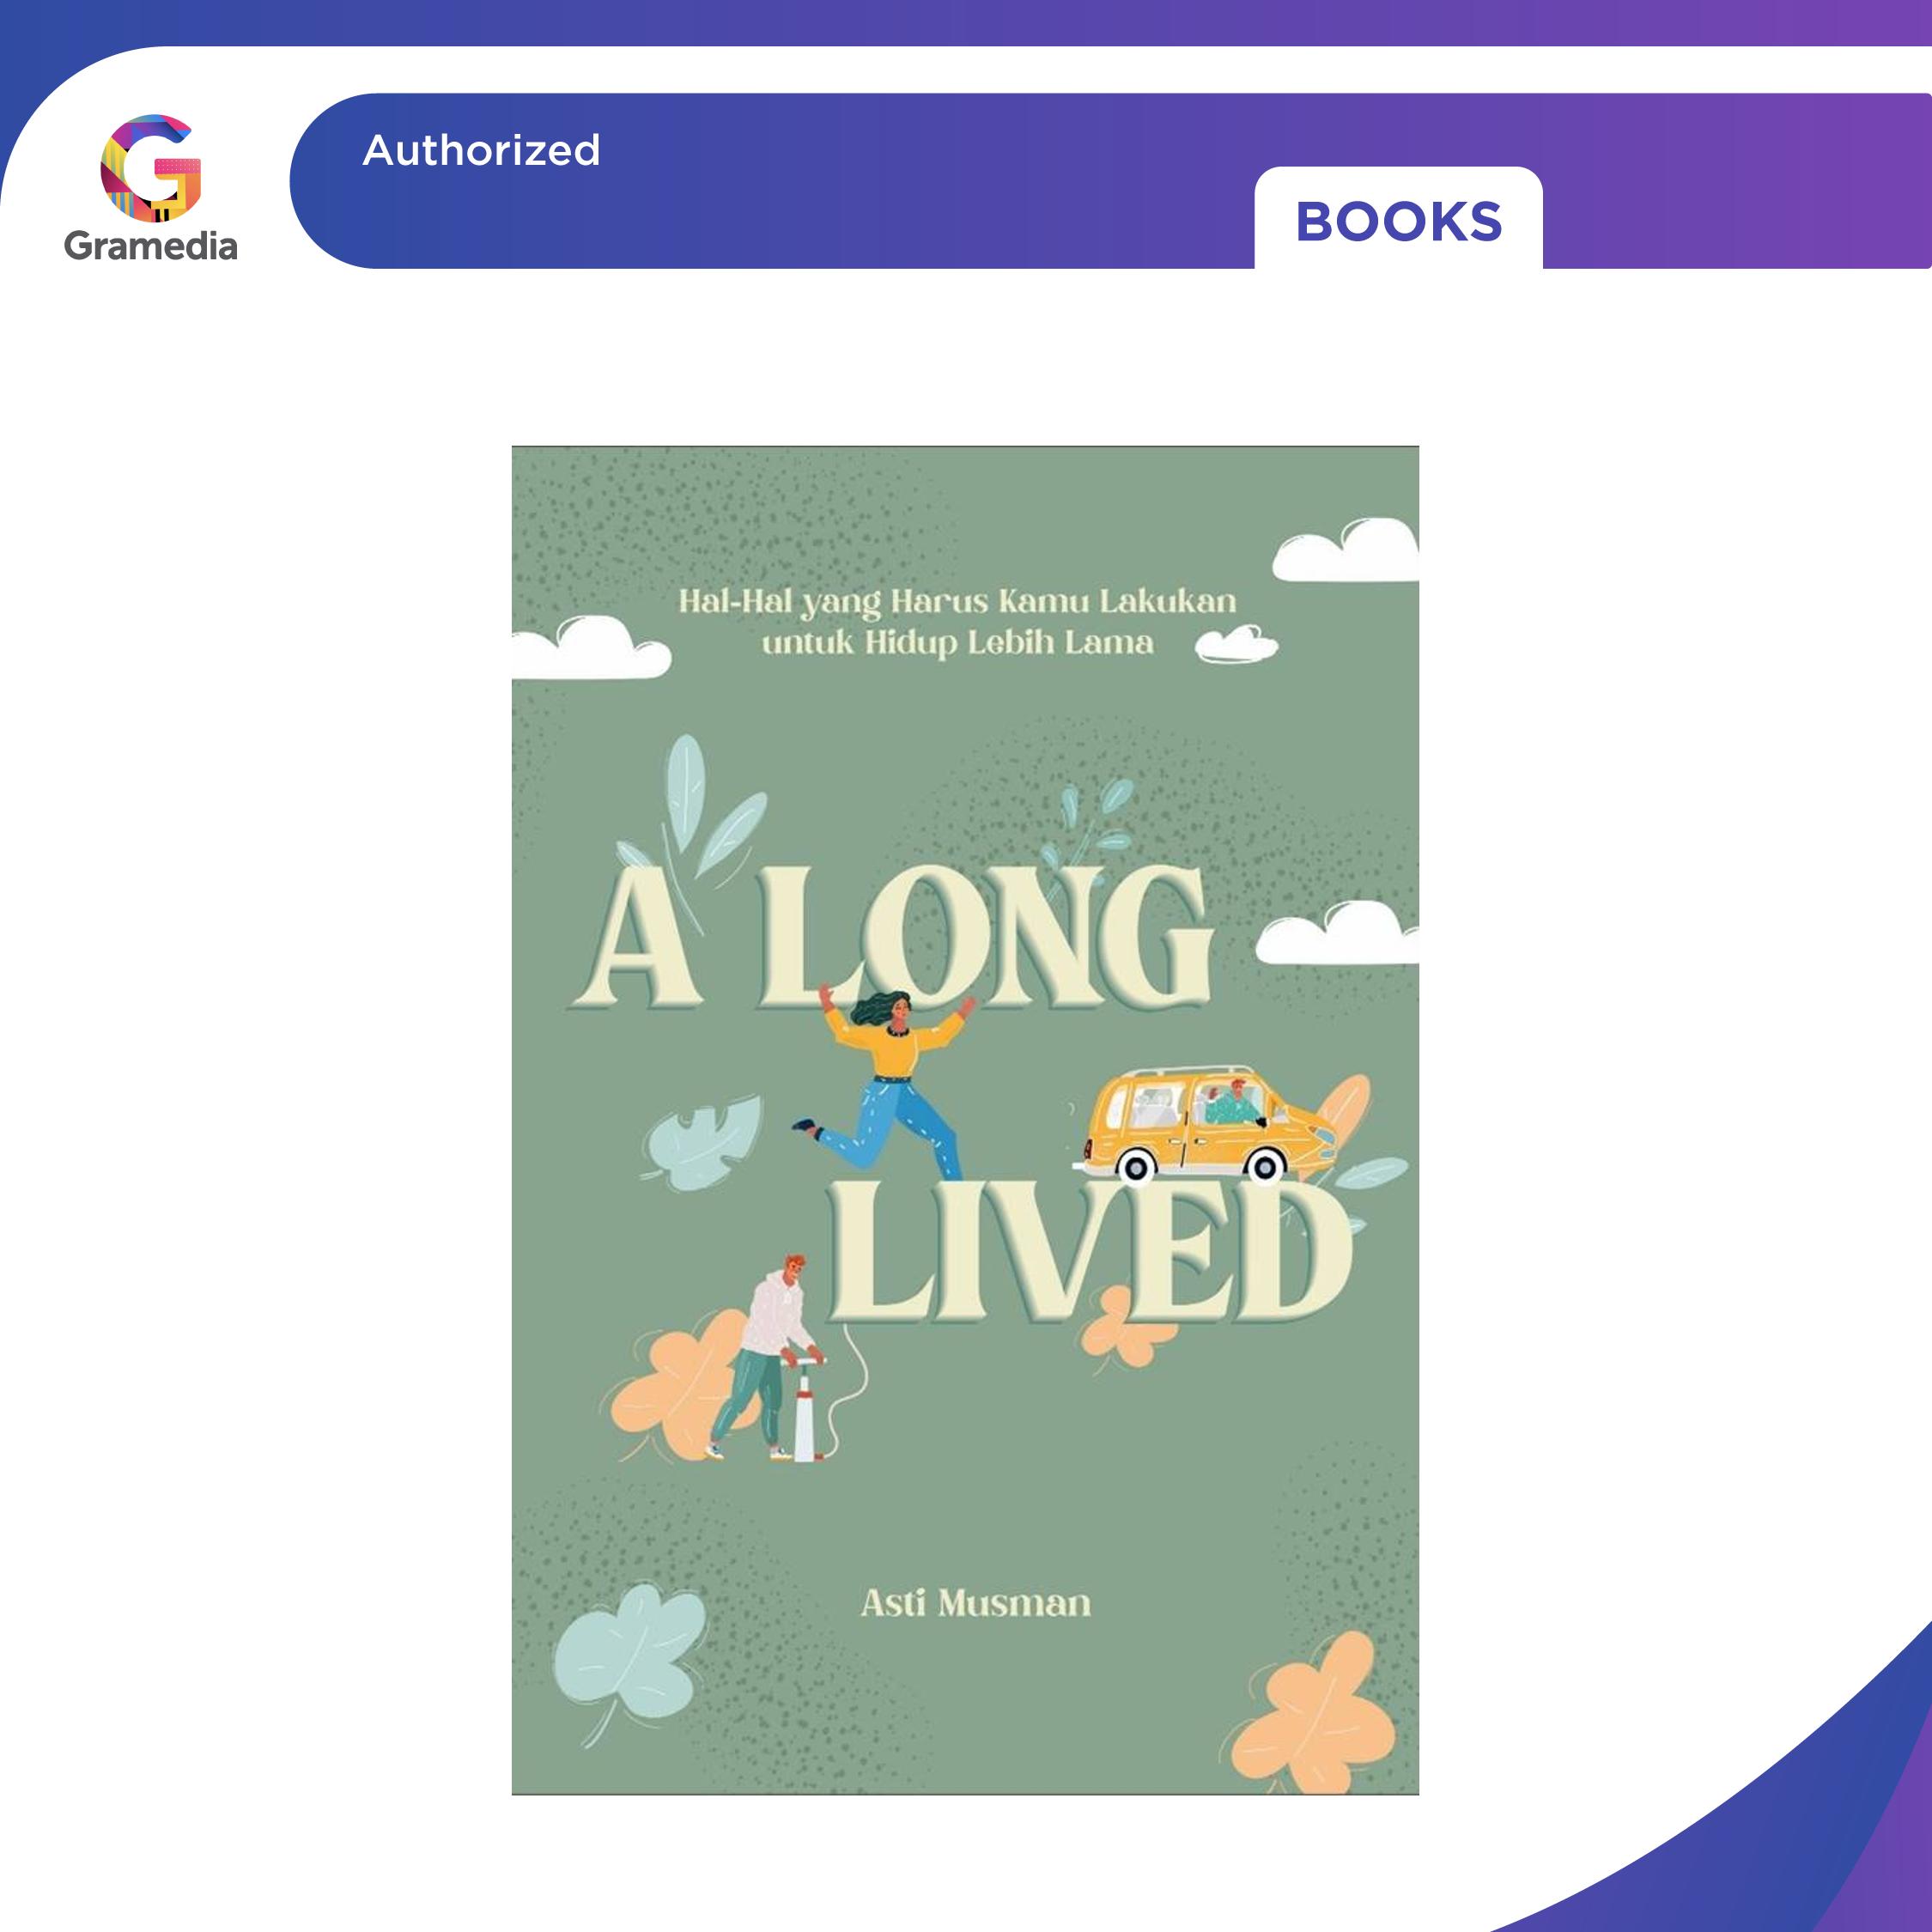 Authorized
Gramedia
BOOKS
Hal-Hal yang Harus Kamu Lakukan
untuk Hidup Lebih Lama
A LONG
LIVED
Asti Musman